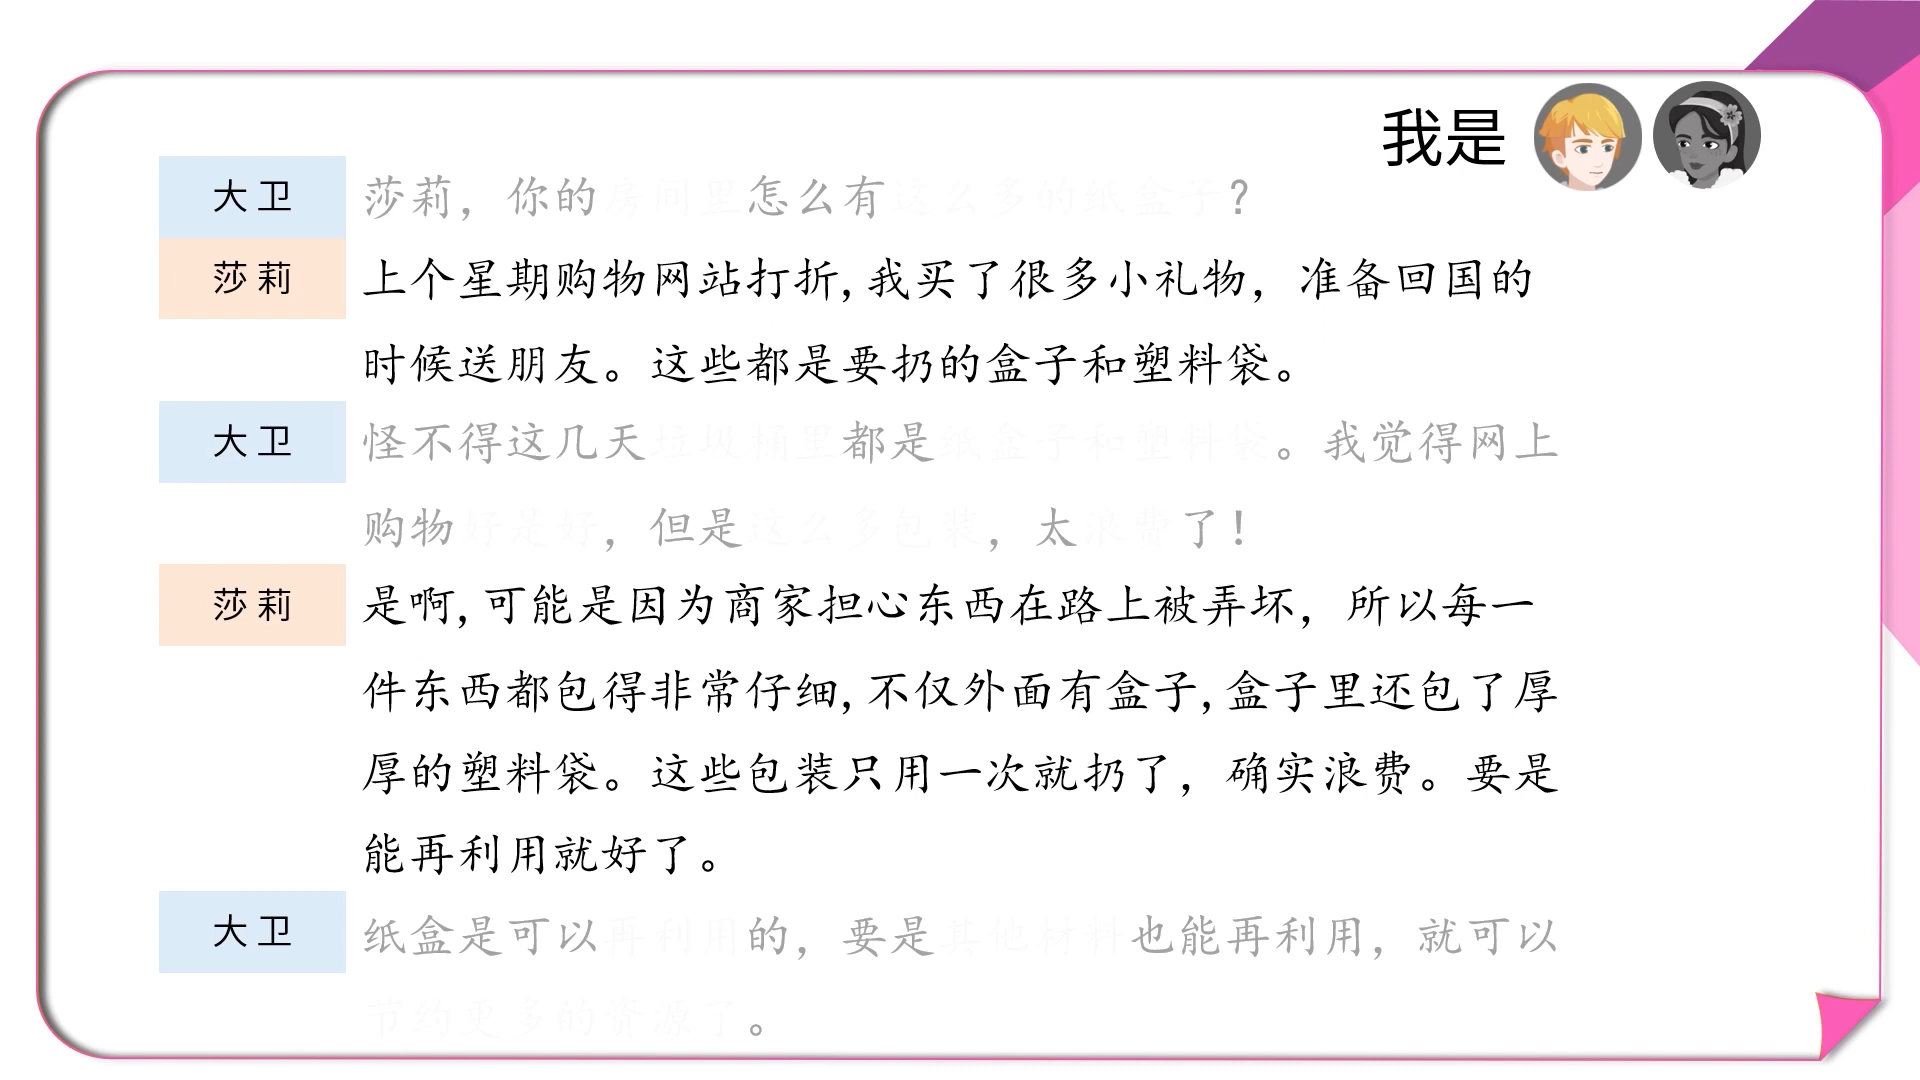 我是
大卫 莎莉，你的房间里怎么有这么多的纸盒子？
莎莉 上个星期购物网站打折,我买了很多小礼物，准备回国的
时候送朋友。这些都是要扔的盒子和塑料袋。
大卫 怪不得这几天垃圾桶里都是纸盒子和塑料袋。我觉得网上
购物好是好，但是这么多包装，太浪费了！
莎莉 是啊,可能是因为商家担心东西在路上被弄坏，所以每一
件东西都包得非常仔细,不仅外面有盒子,盒子里还包了厚
厚的塑料袋。这些包装只用一次就扔了，确实浪费。要是
能再利用就好了。
大卫 纸盒是可以再利用的，要是其他材料也能再利用，就可以
节约更多的资源了。